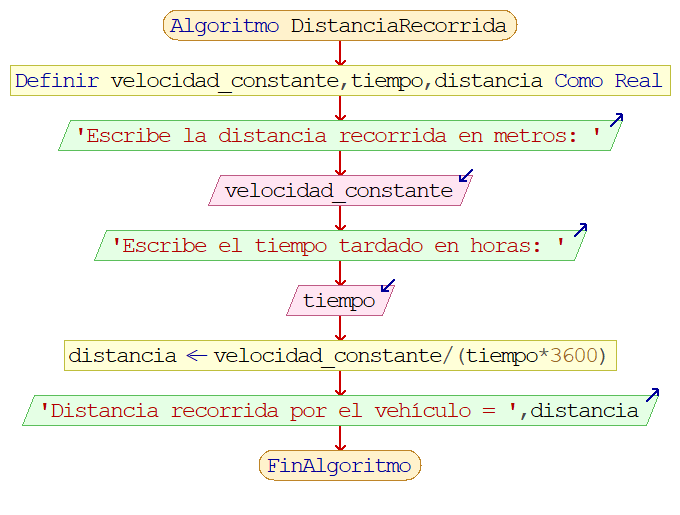 Algoritmo DistanciaRecorrida
Definir velocidad_constante,tiempo,distancia Como Real
'Escribe la distancia recorrida en metros: '
velocidad_constante
'Escribe el tiempo tardado en horas: '
tiempo
distancia ← velocidad_constante/(tiempo*3600)
'Distancia recorrida por el vehículo = ',distancia
FinAlgoritmo